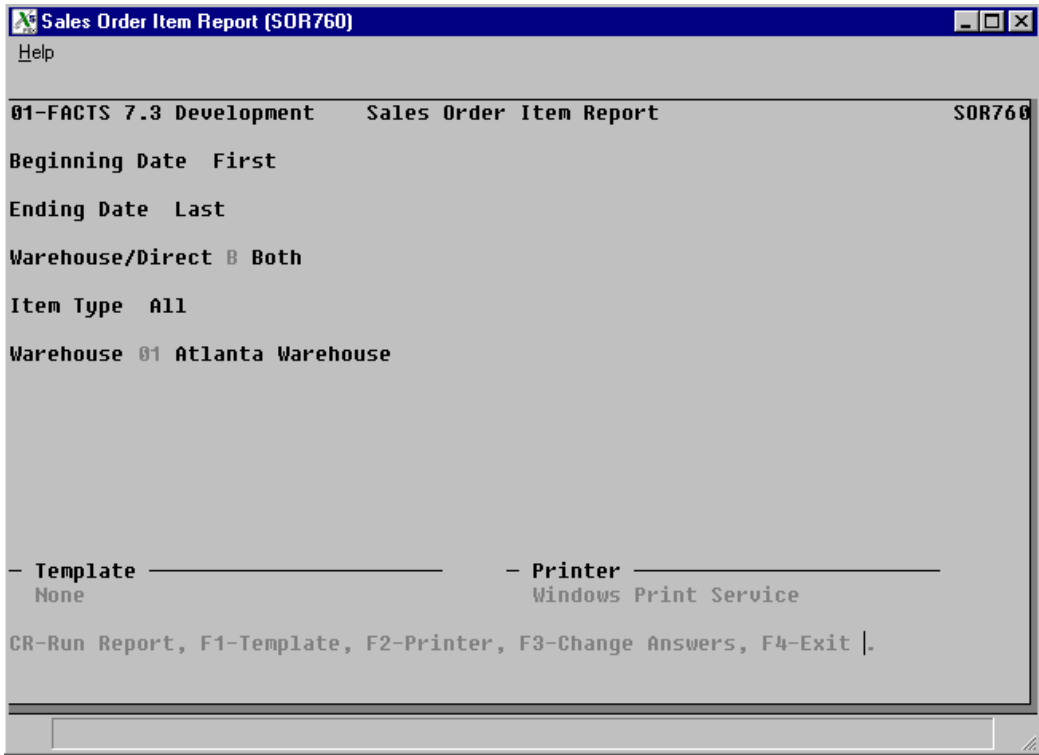 Sales Order Item Report (SOR760)
Help
01-FACTS 7.3 Development Sales Order Item Report SOR760
Beginning Date First
Ending Date Last
Warehouse/Direct B Both
Item Type All
Warehouse 01 Atlanta Warehouse
Template Printer
None Windows Print Service
CR-Run Report, F1-Template, F2-Printer, F3-Change Answers, F4-Exit .